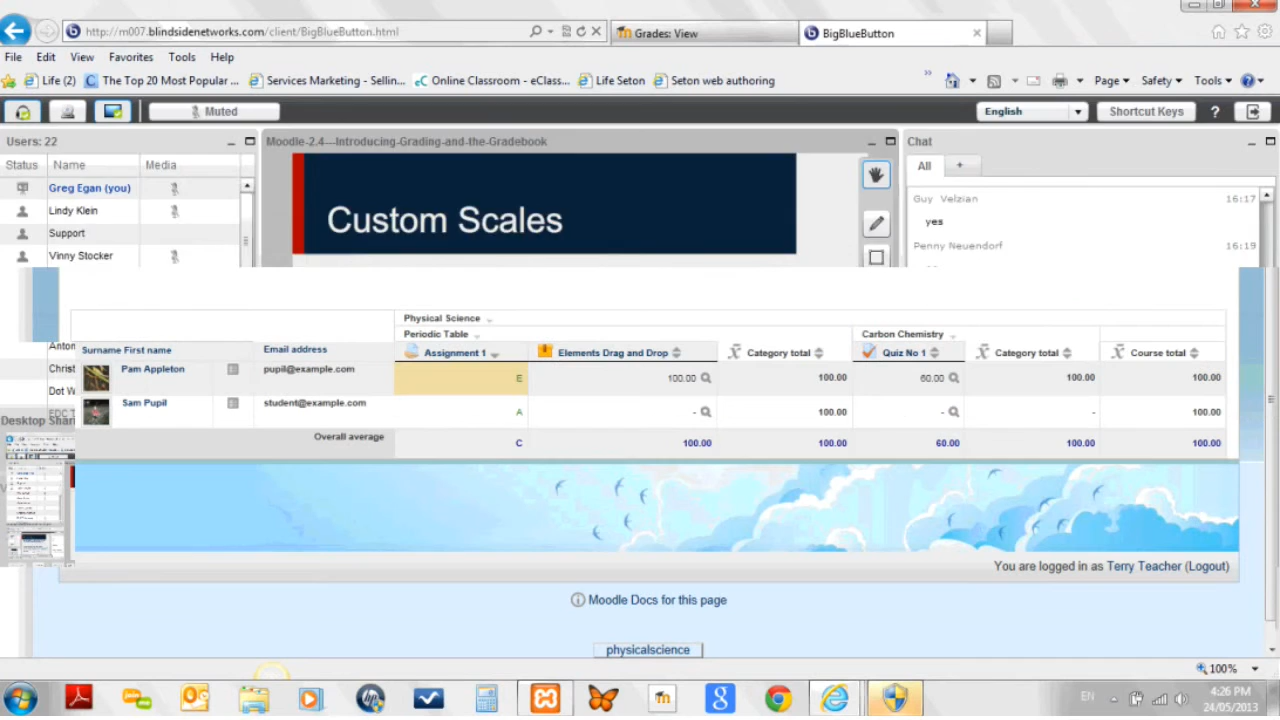 http://m007.blindsidenetworks.com/client/BigBlueButton.html
Grades: View
BigBlueButton
File Edit View Favorites Tools Help
Life (2) The Top 20 Most Popular ... Services Marketing - Sellin... Online Classroom - eClass... Life Seton Seton web authoring
Page Safety Tools
Muted
English
Shortcut Keys
Users: 22
Moodle-2.4---Introducing-Grading-and-the-Gradebook
Chat
Status Name Media
All +
Greg Egan (you)
Lindy Klein
Support
Vinny Stocker
Custom Scales
Guy Velzian 16:17
yes
Penny Neuendorf 16:19
Physical Science
Periodic Table
Carbon Chemistry
Surname First name
Email address
Assignment 1
Elements Drag and Drop
Category total
Quiz No 1
Category total
Course total
Pam Appleton pupil@example.com E 100.00 100.00 60.00 100.00 100.00
Sam Pupil student@example.com A - 100.00 - - 100.00
Overall average C 100.00 100.00 60.00 100.00 100.00
Anton
Christ
Dot W
EDC T
Desktop Shar
You are logged in as Terry Teacher (Logout)
Moodle Docs for this page
physicalscience
100%
EN
4:26 PM
24/05/2013